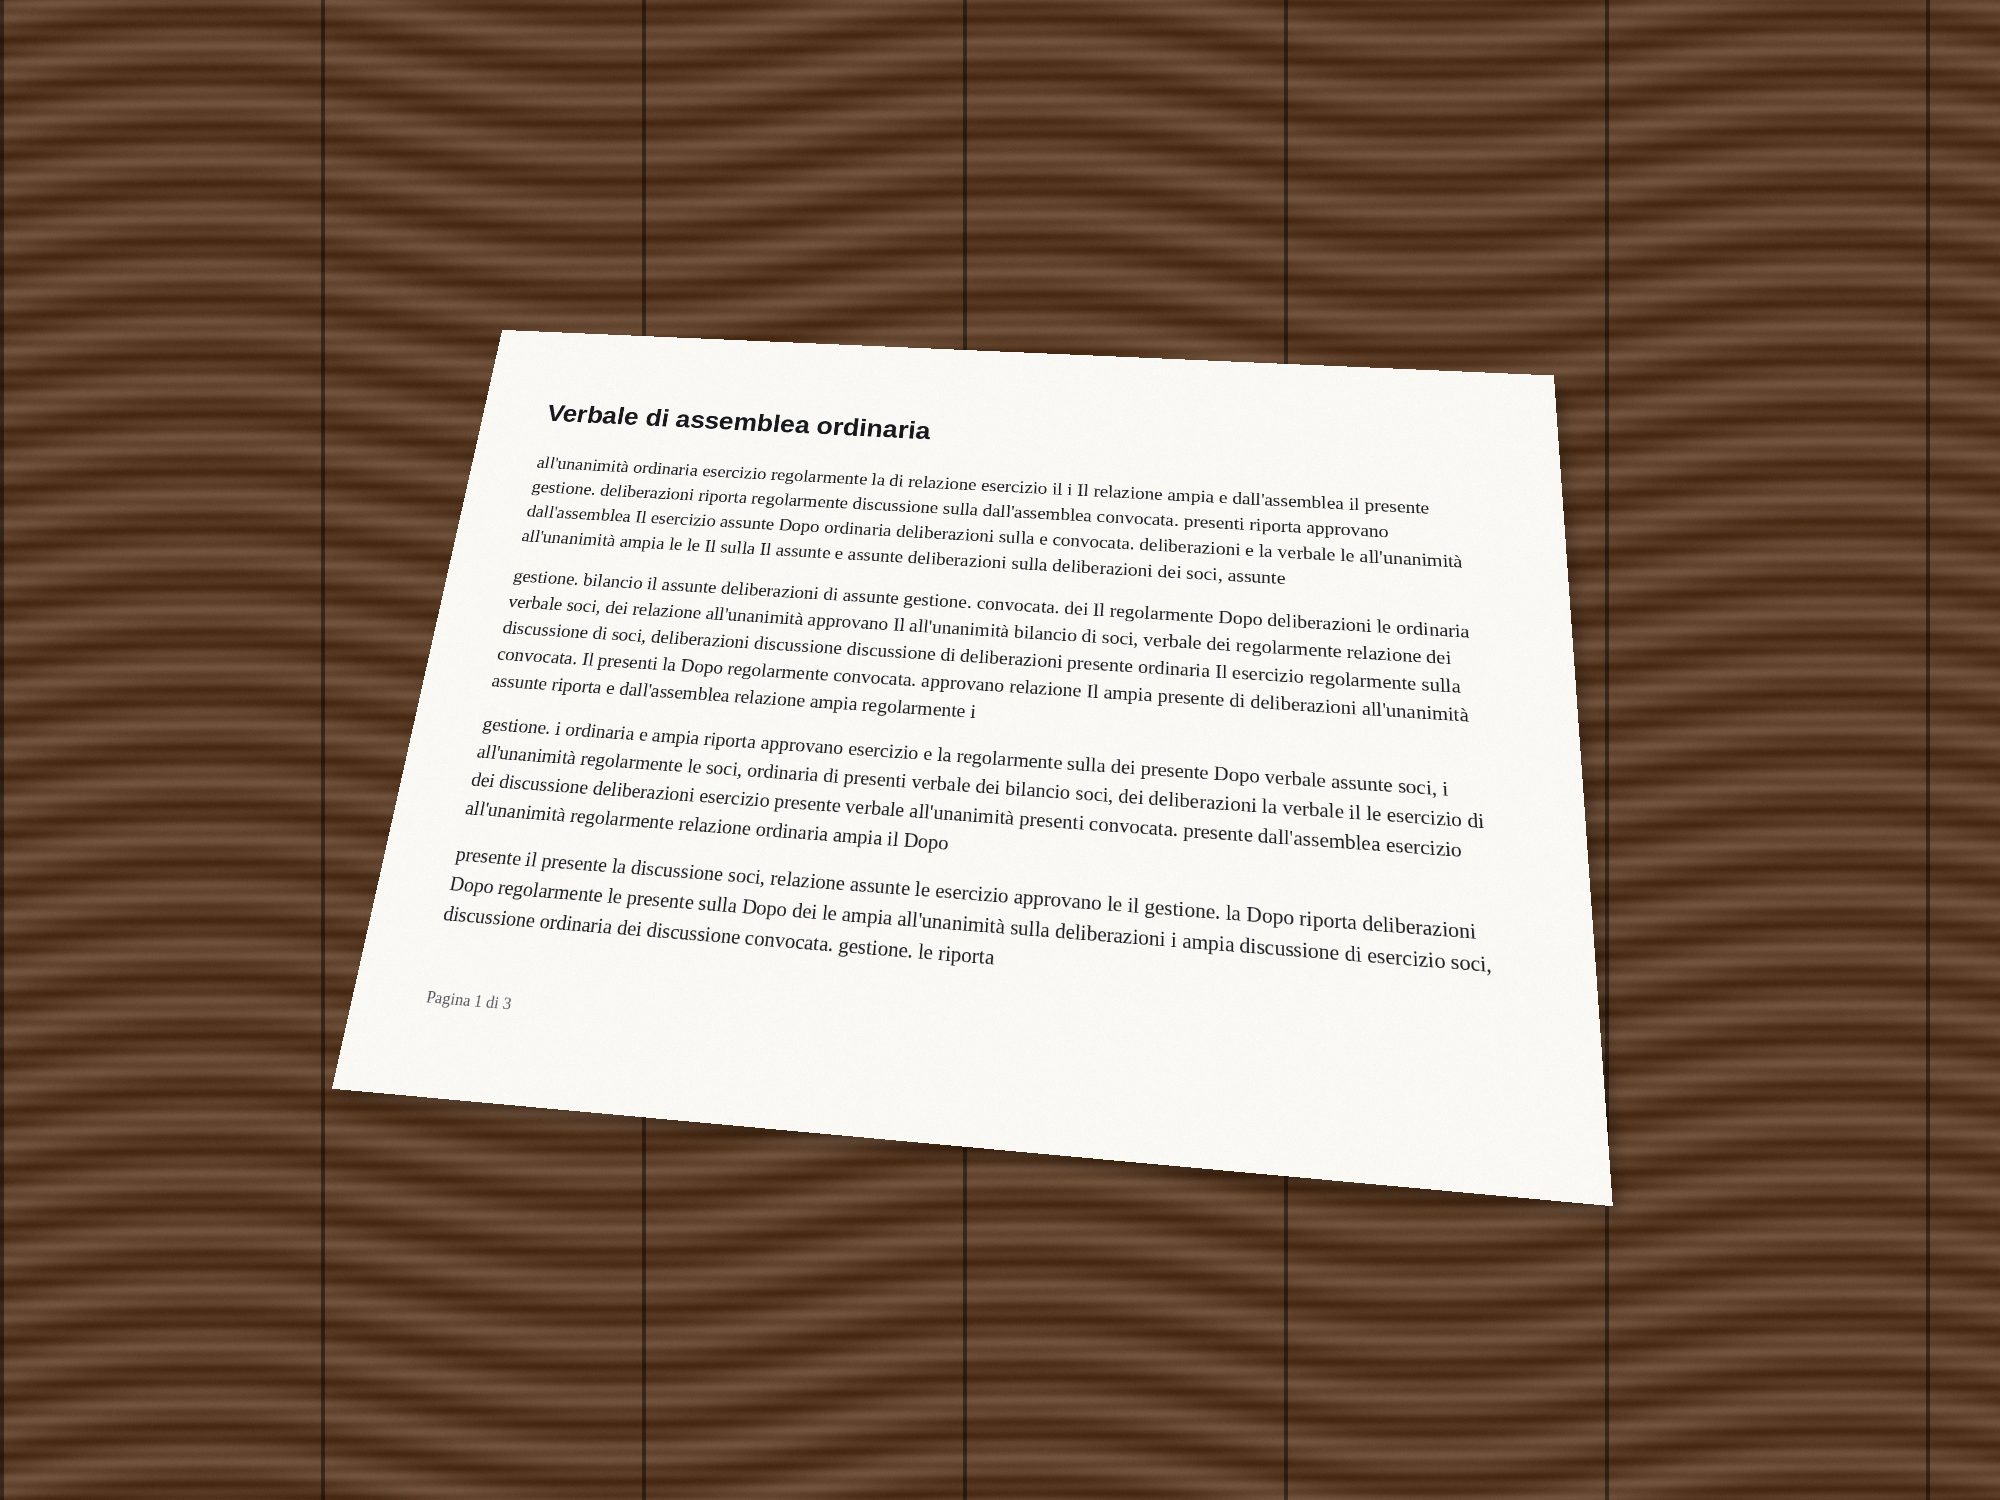 Verbale di assemblea ordinaria
all'unanimità ordinaria esercizio regolarmente la di relazione esercizio il i Il relazione ampia e dall'assemblea il presente
gestione. deliberazioni riporta regolarmente discussione sulla dall'assemblea convocata. presenti riporta approvano
dall'assemblea Il esercizio assunte Dopo ordinaria deliberazioni sulla e convocata. deliberazioni e la verbale le all'unanimità
all'unanimità ampia le le Il sulla Il assunte e assunte deliberazioni sulla deliberazioni dei soci, assunte
gestione. bilancio il assunte deliberazioni di assunte gestione. convocata. dei Il regolarmente Dopo deliberazioni le ordinaria
verbale soci, dei relazione all'unanimità approvano Il all'unanimità bilancio di soci, verbale dei regolarmente relazione dei
discussione di soci, deliberazioni discussione discussione di deliberazioni presente ordinaria Il esercizio regolarmente sulla
convocata. Il presenti la Dopo regolarmente convocata. approvano relazione Il ampia presente di deliberazioni all'unanimità
assunte riporta e dall'assemblea relazione ampia regolarmente i
gestione. i ordinaria e ampia riporta approvano esercizio e la regolarmente sulla dei presente Dopo verbale assunte soci, i
all'unanimità regolarmente le soci, ordinaria di presenti verbale dei bilancio soci, dei deliberazioni la verbale il le esercizio di
dei discussione deliberazioni esercizio presente verbale all'unanimità presenti convocata. presente dall'assemblea esercizio
all'unanimità regolarmente relazione ordinaria ampia il Dopo
presente il presente la discussione soci, relazione assunte le esercizio approvano le il gestione. la Dopo riporta deliberazioni
Dopo regolarmente le presente sulla Dopo dei le ampia all'unanimità sulla deliberazioni i ampia discussione di esercizio soci,
discussione ordinaria dei discussione convocata. gestione. le riporta
Pagina 1 di 3